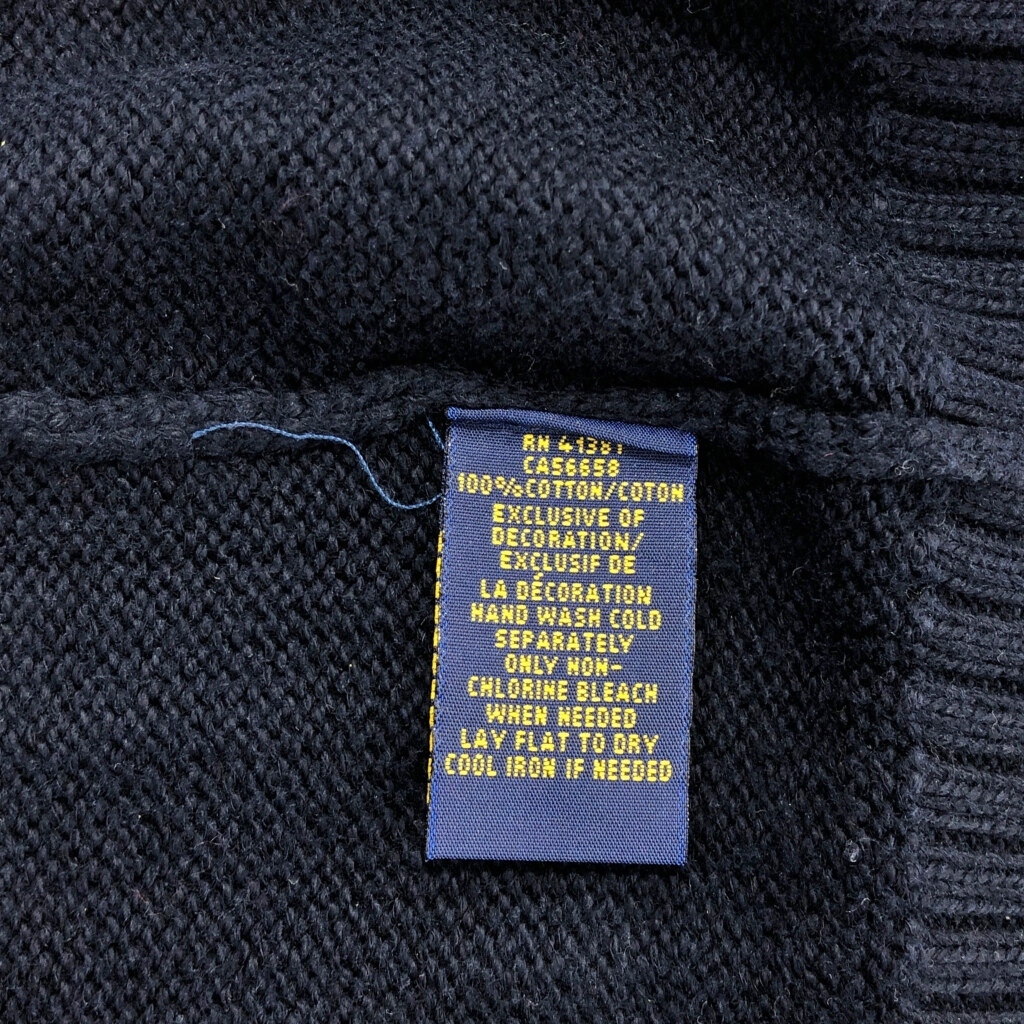 RN 41381
CA56658
100%COTTON/COTON
EXCLUSIVE OF
DECORATION/
EXCLUSIF DE
LA DÉCORATION
HAND WASH COLD
SEPARATELY
ONLY NON-
CHLORINE BLEACH
WHEN NEEDED
LAY FLAT TO DRY
COOL IRON IF NEEDED